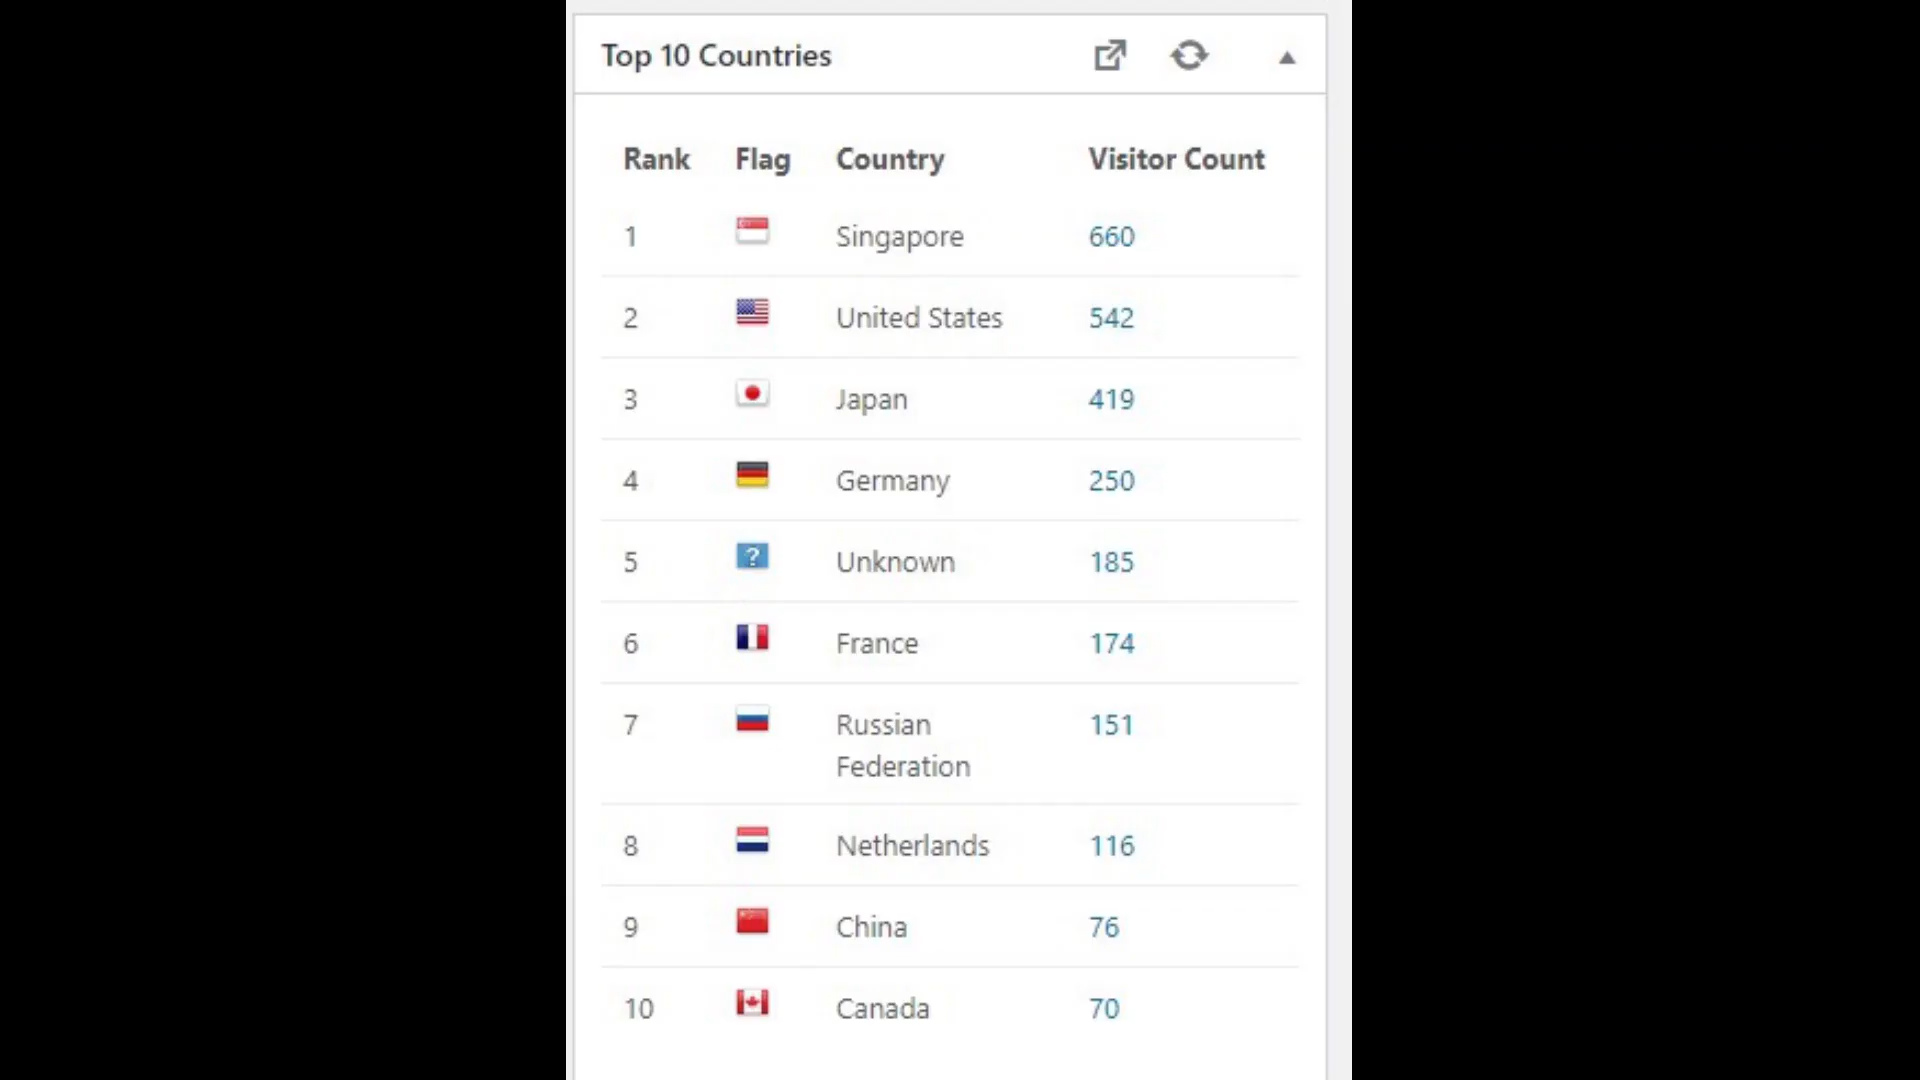 Top 10 Countries
Rank Flag Country Visitor Count
1 Singapore 660
2 United States 542
3 Japan 419
4 Germany 250
5 ? Unknown 185
6 France 174
7 Russian Federation 151
8 Netherlands 116
9 China 76
10 Canada 70